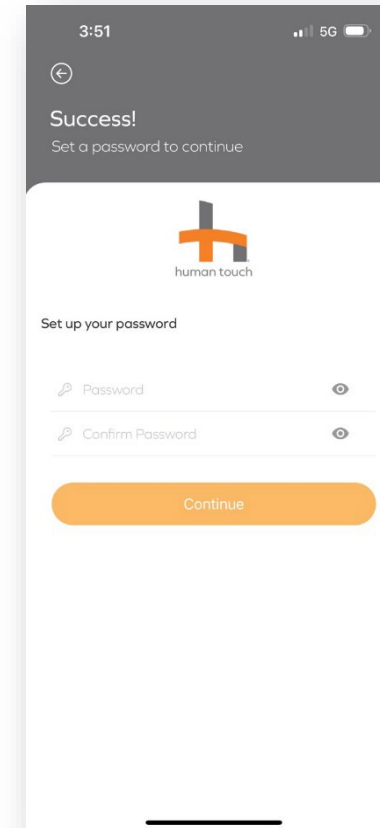 3:51
5G
Success!
Set a password to continue
human touch
Set up your password
Password
Confirm Password
Continue